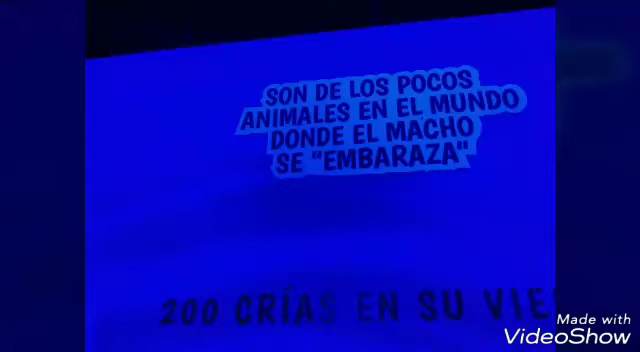 SON DE LOS POCOS
ANIMALES EN EL MUNDO
DONDE EL MACHO
SE "EMBARAZA"
200 CRÍAS EN SU
Made with
VideoShow